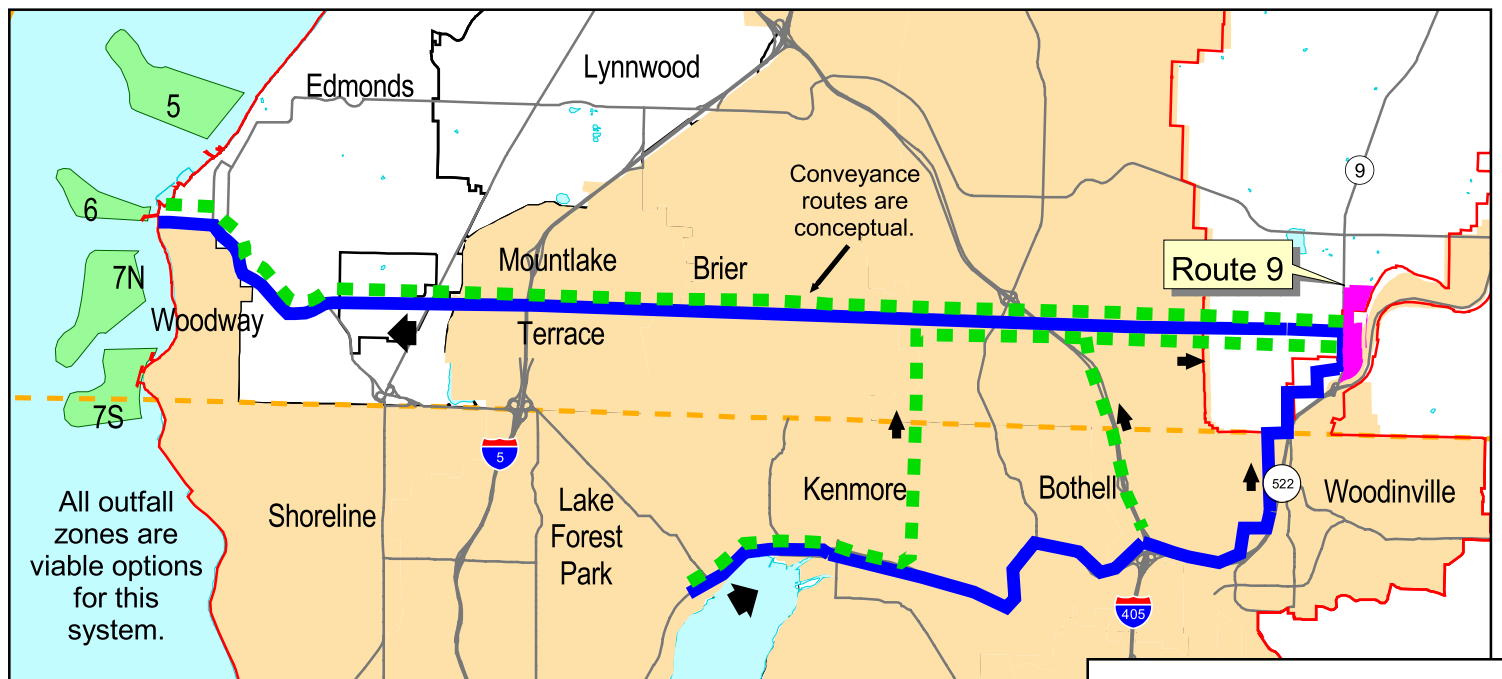 Edmonds
Lynnwood
5
6
7N
7S
Woodway
Conveyance
routes are
conceptual.
9
Route 9
Mountlake
Terrace
Brier
5
Shoreline
Lake
Forest
Park
Kenmore
Bothell
522
Woodinville
405
All outfall
zones are
viable options
for this
system.